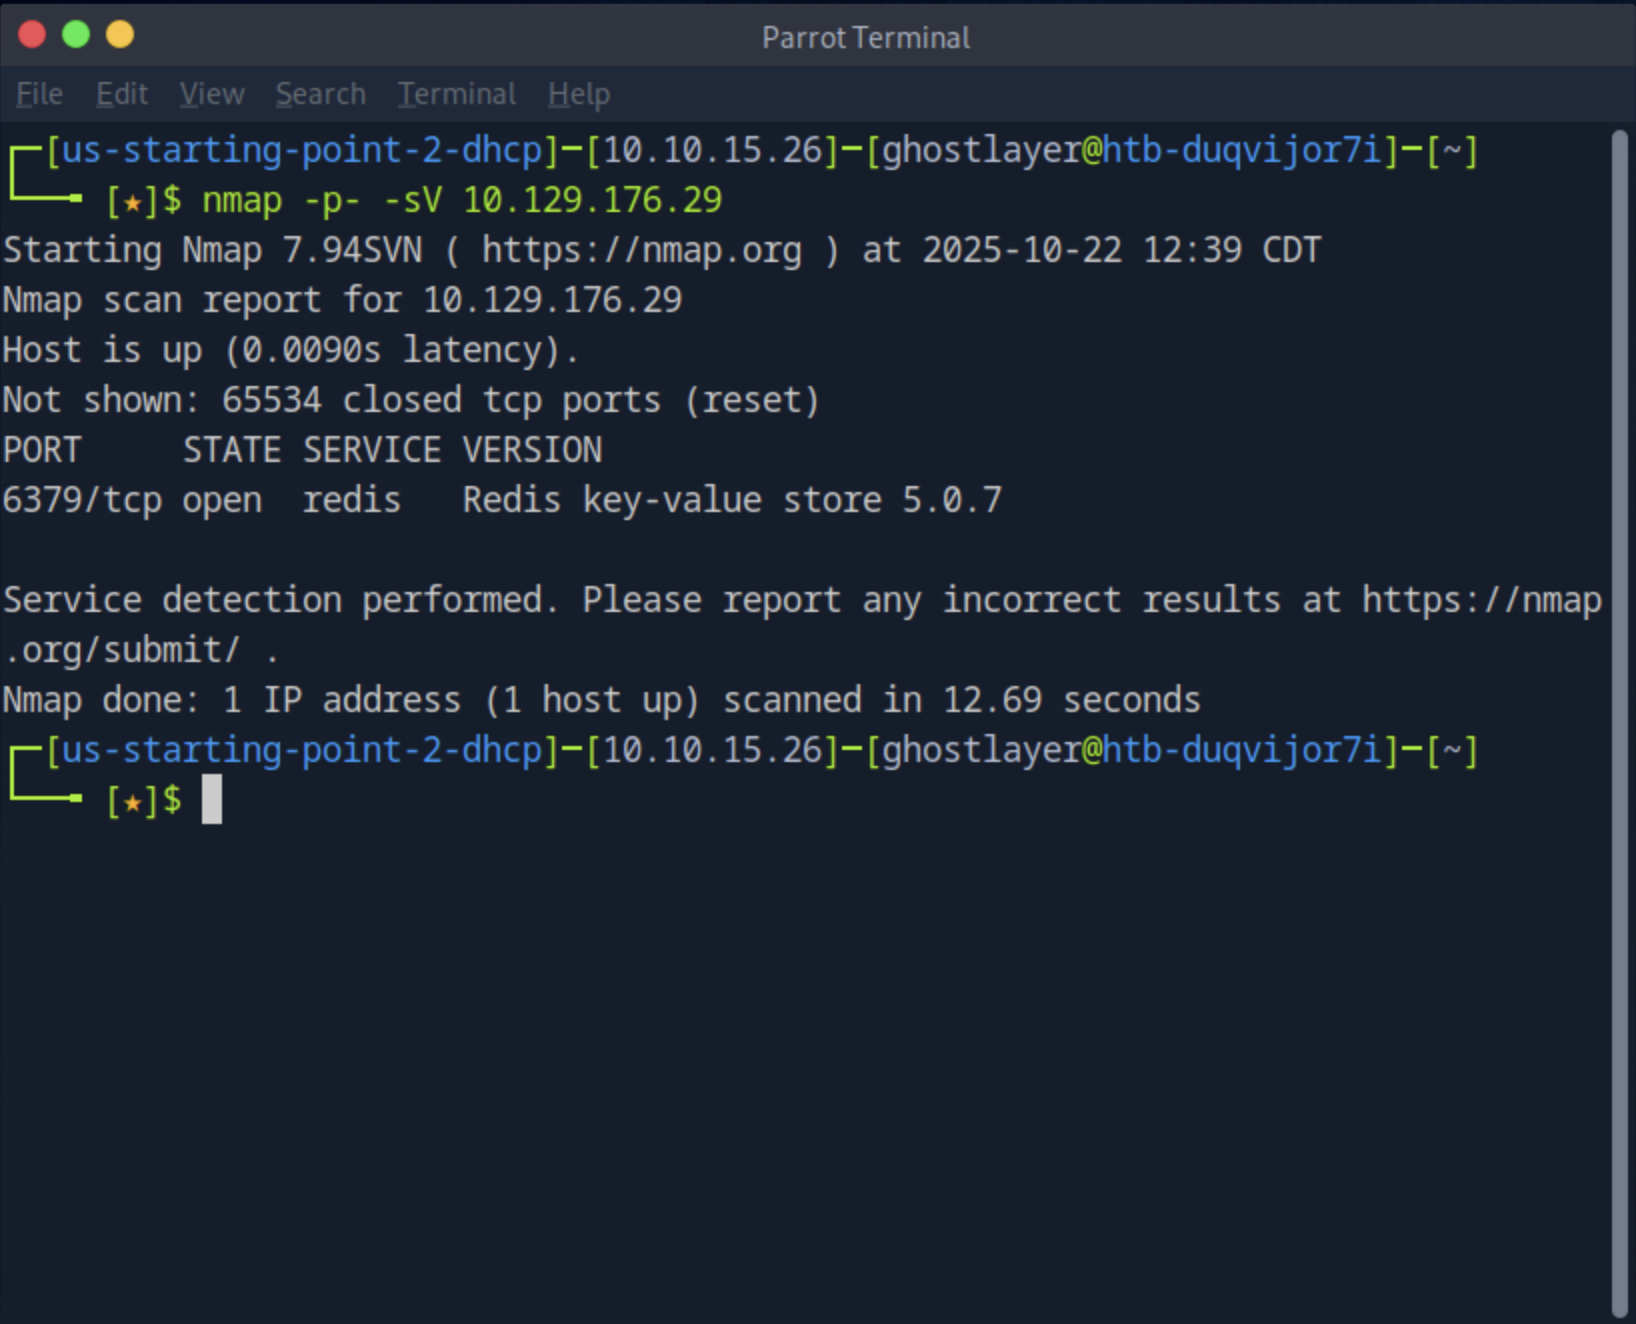 Parrot Terminal
File Edit View Search Terminal Help
[us-starting-point-2-dhcp]-[10.10.15.26]-[ghostlayer@htb-duqvijor7i]-[~]
[★]$ nmap -p- -sV 10.129.176.29
Starting Nmap 7.94SVN ( https://nmap.org ) at 2025-10-22 12:39 CDT
Nmap scan report for 10.129.176.29
Host is up (0.0090s latency).
Not shown: 65534 closed tcp ports (reset)
PORT     STATE SERVICE VERSION
6379/tcp open  redis   Redis key-value store 5.0.7
Service detection performed. Please report any incorrect results at https://nmap
.org/submit/ .
Nmap done: 1 IP address (1 host up) scanned in 12.69 seconds
[us-starting-point-2-dhcp]-[10.10.15.26]-[ghostlayer@htb-duqvijor7i]-[~]
[★]$